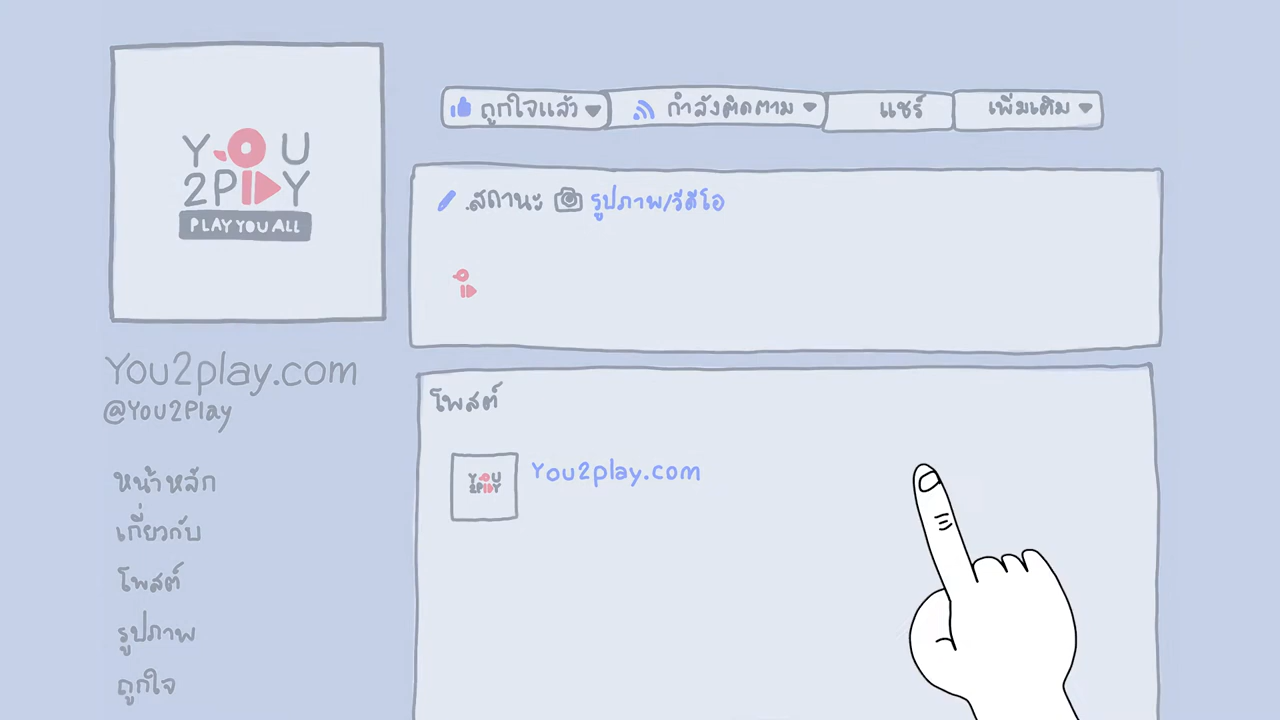 YOU
2PLAY
PLAY YOU ALL
You2play.com
@You2Play
หน้าหลัก
เกี่ยวกับ
โพสต์
รูปภาพ
ถูกใจ
ถูกใจแล้ว กำลังติดตาม แชร์ เพิ่มเติม
.สถานะ รูปภาพ/วีดีโอ
โพสต์
YOU
2PLAY
You2play.com